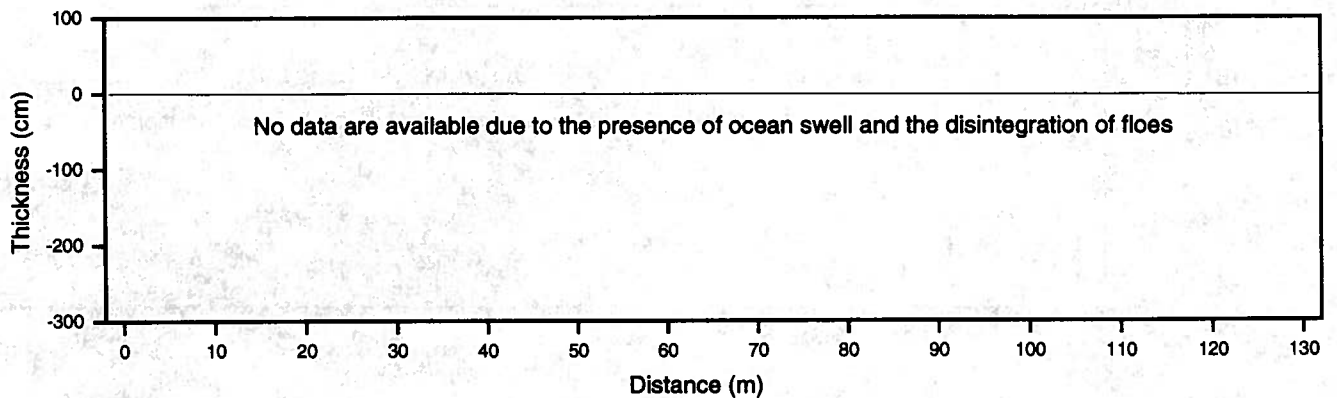 100
0
No data are available due to the presence of ocean swell and the disintegration of floes
-100
-200
-300
Thickness (cm)
0 10 20 30 40 50 60 70 80 90 100 110 120 130
Distance (m)